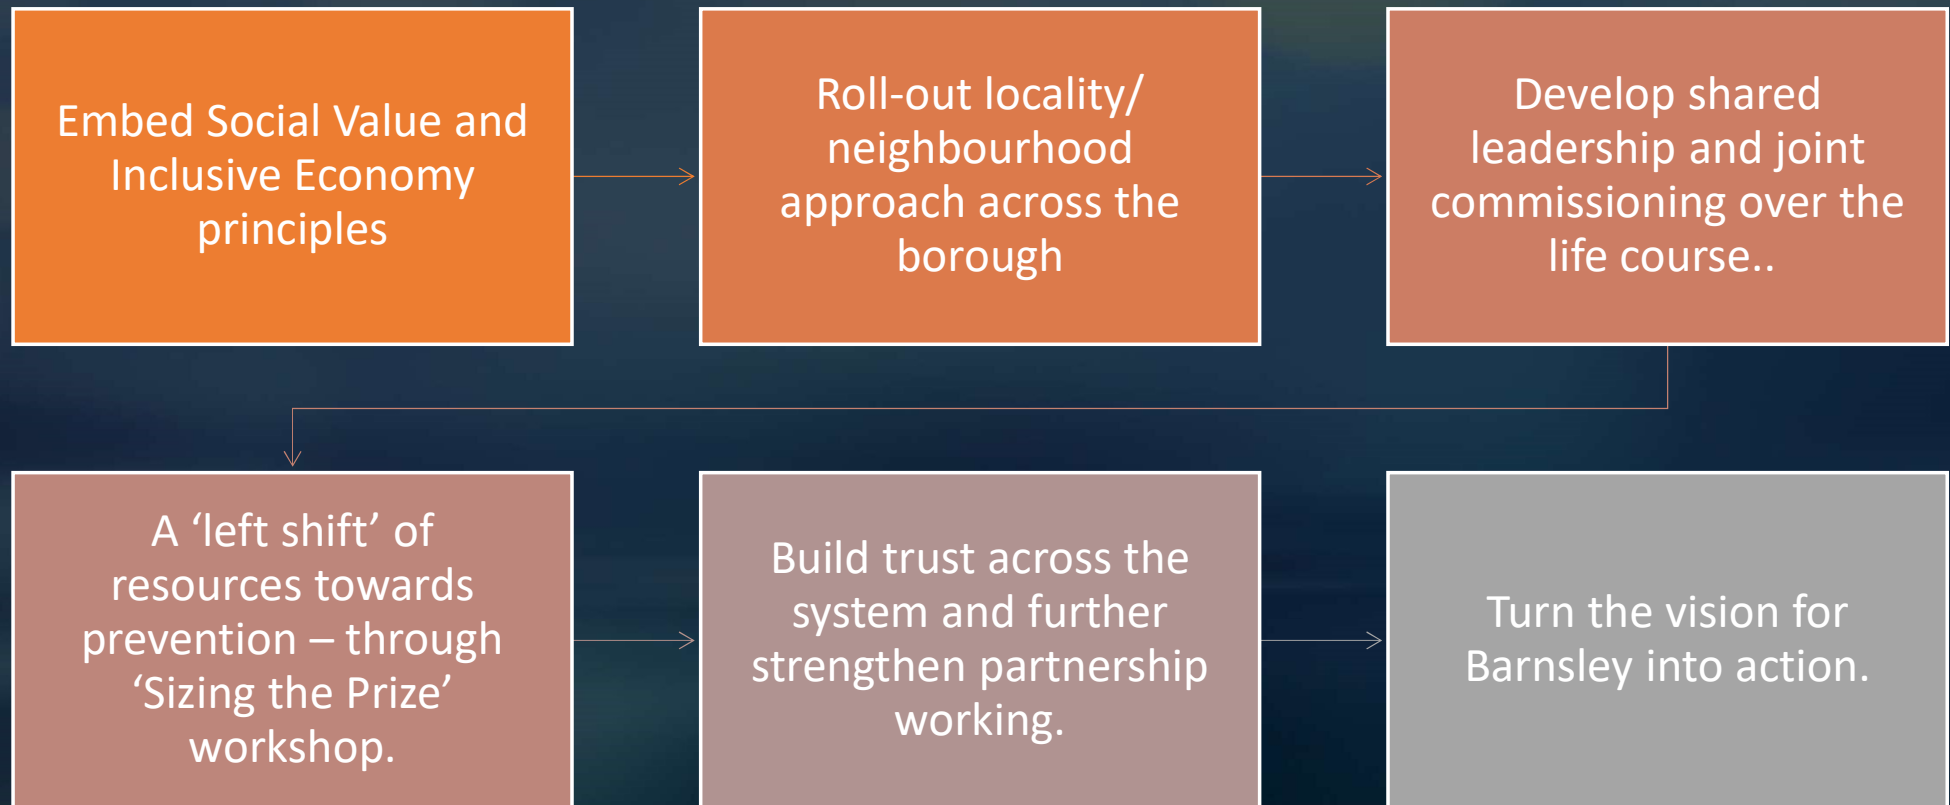 Embed Social Value and
Inclusive Economy
principles
Roll-out locality/
neighbourhood
approach across the
borough
Develop shared
leadership and joint
commissioning over the
life course..
A ‘left shift’ of
resources towards
prevention – through
‘Sizing the Prize’
workshop.
Build trust across the
system and further
strengthen partnership
working.
Turn the vision for
Barnsley into action.